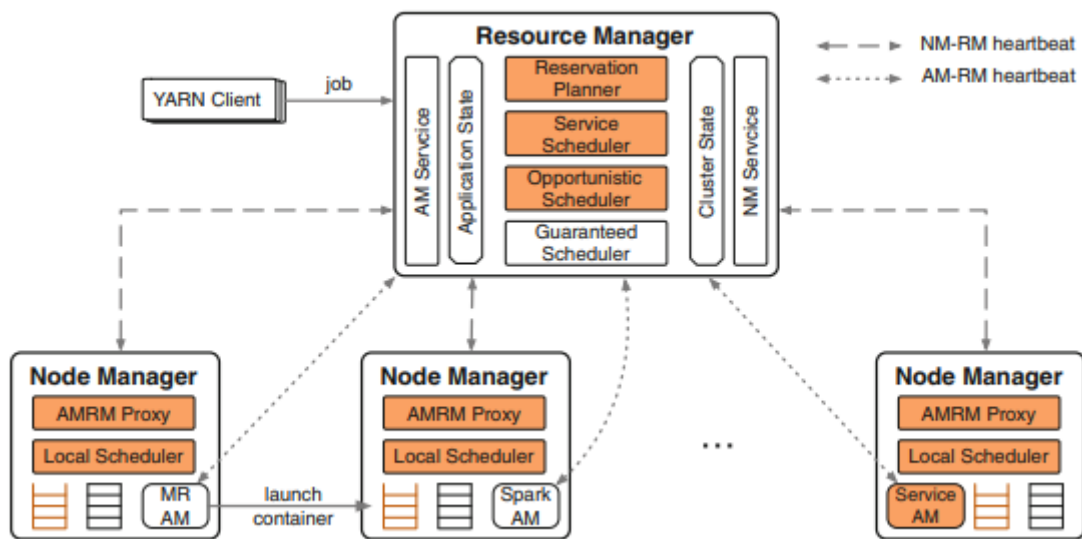 Resource Manager
NM-RM heartbeat
AM-RM heartbeat
YARN Client
job
AM Servcice
Application State
Reservation
Planner
Service
Scheduler
Opportunistic
Scheduler
Guaranteed
Scheduler
Cluster State
NM Servcice
Node Manager
AMRM Proxy
Local Scheduler
MR
AM
launch
container
Node Manager
AMRM Proxy
Local Scheduler
Spark
AM
...
Node Manager
AMRM Proxy
Local Scheduler
Service
AM